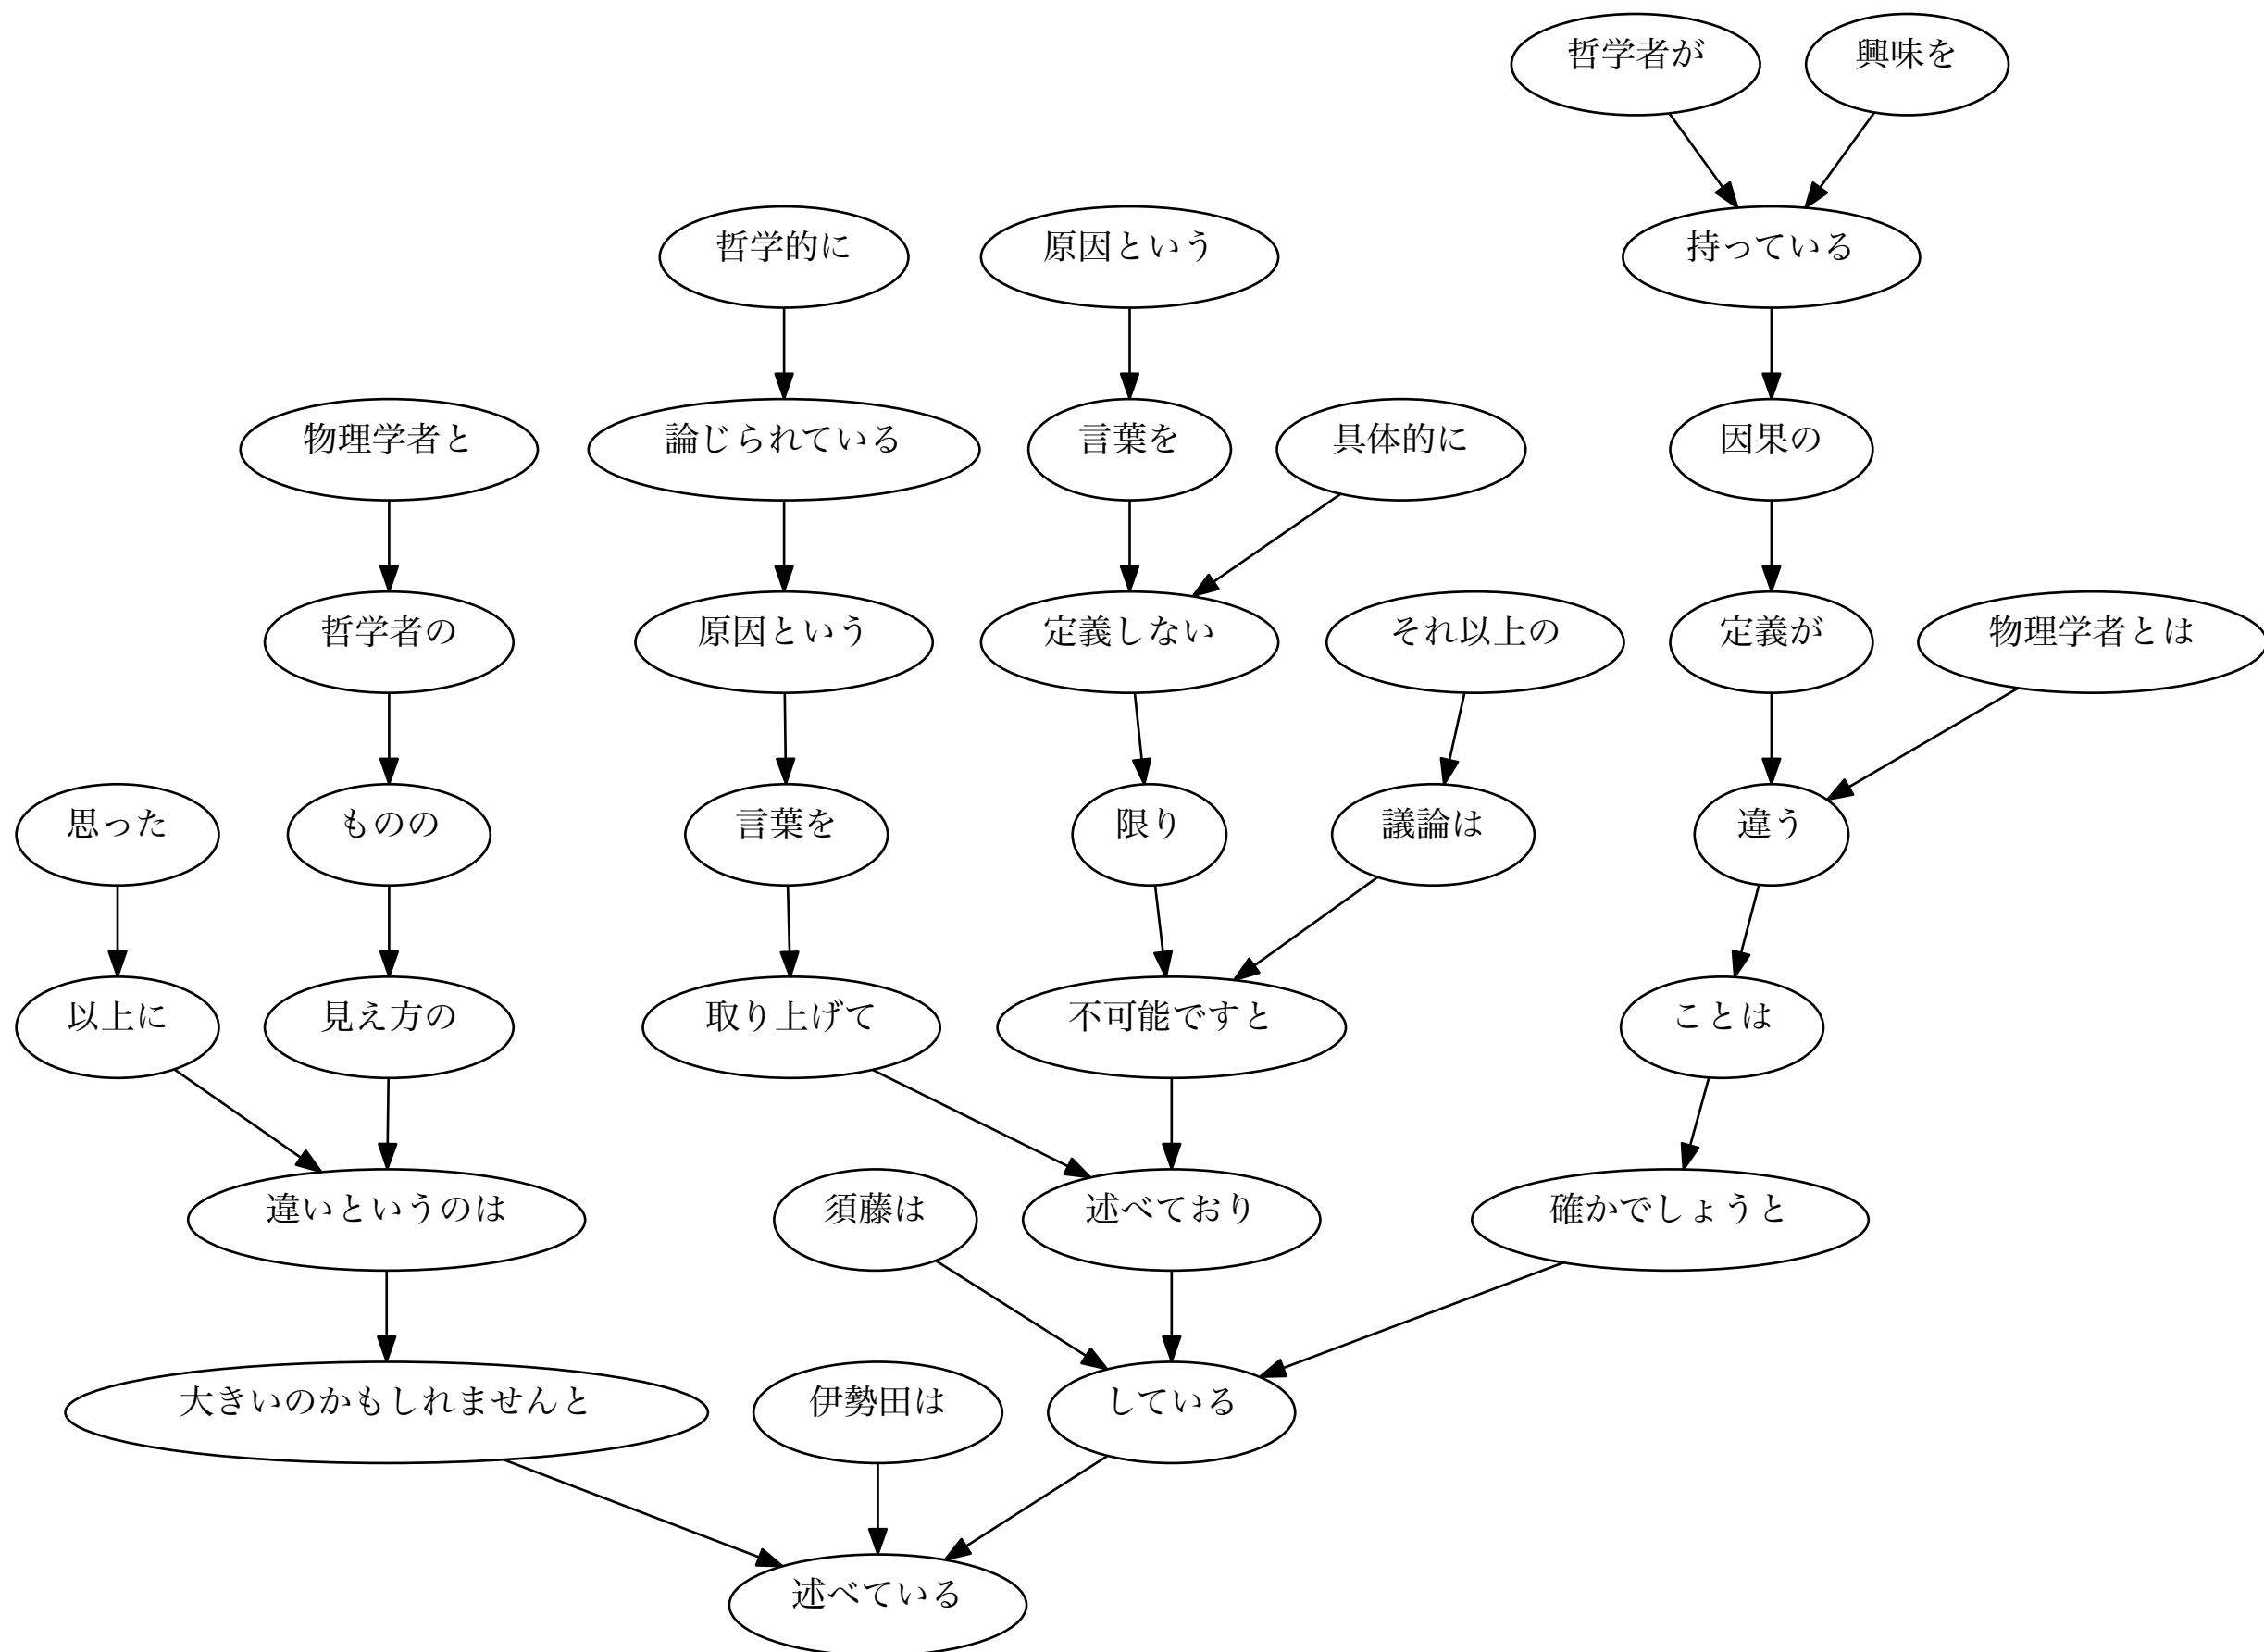 哲学者が
興味を
哲学的に
原因という
持っている
物理学者と
論じられている
言葉を
具体的に
因果の
哲学者の
原因という
定義しない
それ以上の
定義が
物理学者とは
思った
ものの
言葉を
限り
議論は
違う
以上に
見え方の
取り上げて
不可能ですと
ことは
違いというのは
須藤は
述べており
確かでしょうと
大きいのかもしれませんと
伊勢田は
している
述べている